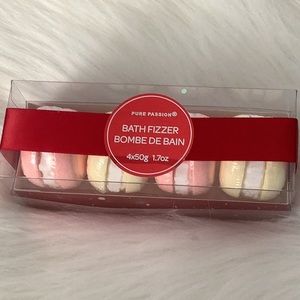 PURE PASSION®
BATH FIZZER
BOMBE DE BAIN
4x50g 1.7oz